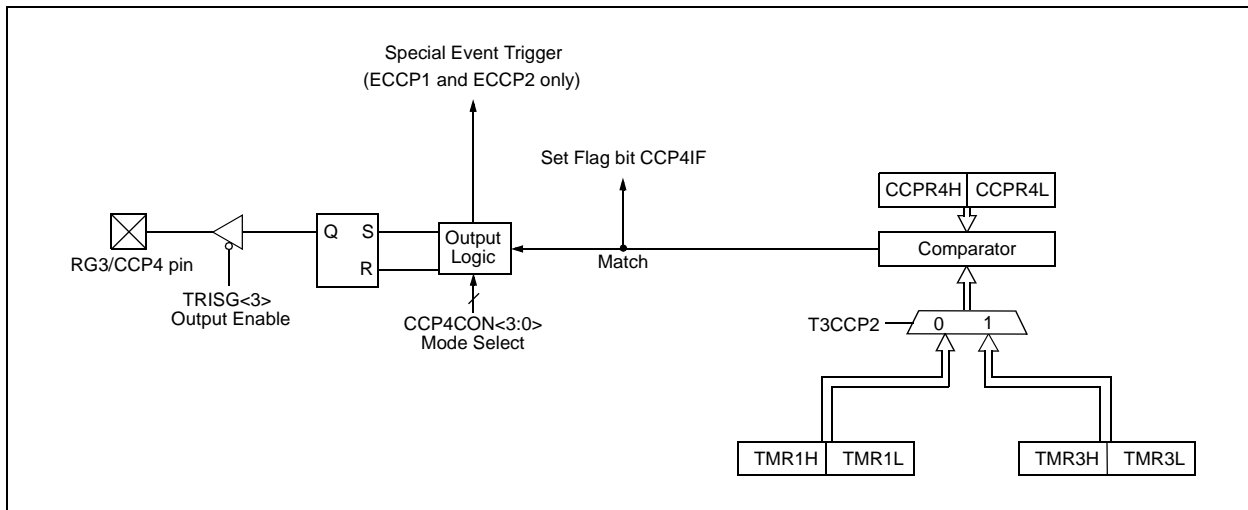 Special Event Trigger
(ECCP1 and ECCP2 only)
Set Flag bit CCP4IF
CCPR4H CCPR4L
Q S
R
Output
Logic
Comparator
Match
RG3/CCP4 pin
TRISG<3>
Output Enable
CCP4CON<3:0>
Mode Select
T3CCP2
0 1
TMR1H TMR1L
TMR3H TMR3L